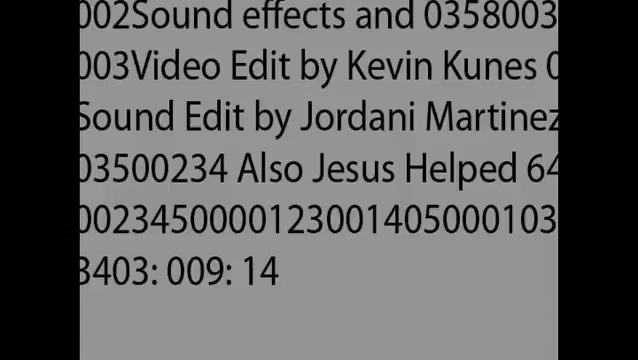 002Sound effects and 0358003
003Video Edit by Kevin Kunes 0
Sound Edit by Jordani Martinez
03500234 Also Jesus Helped 64
0023450000123001405000103
3403: 009: 14